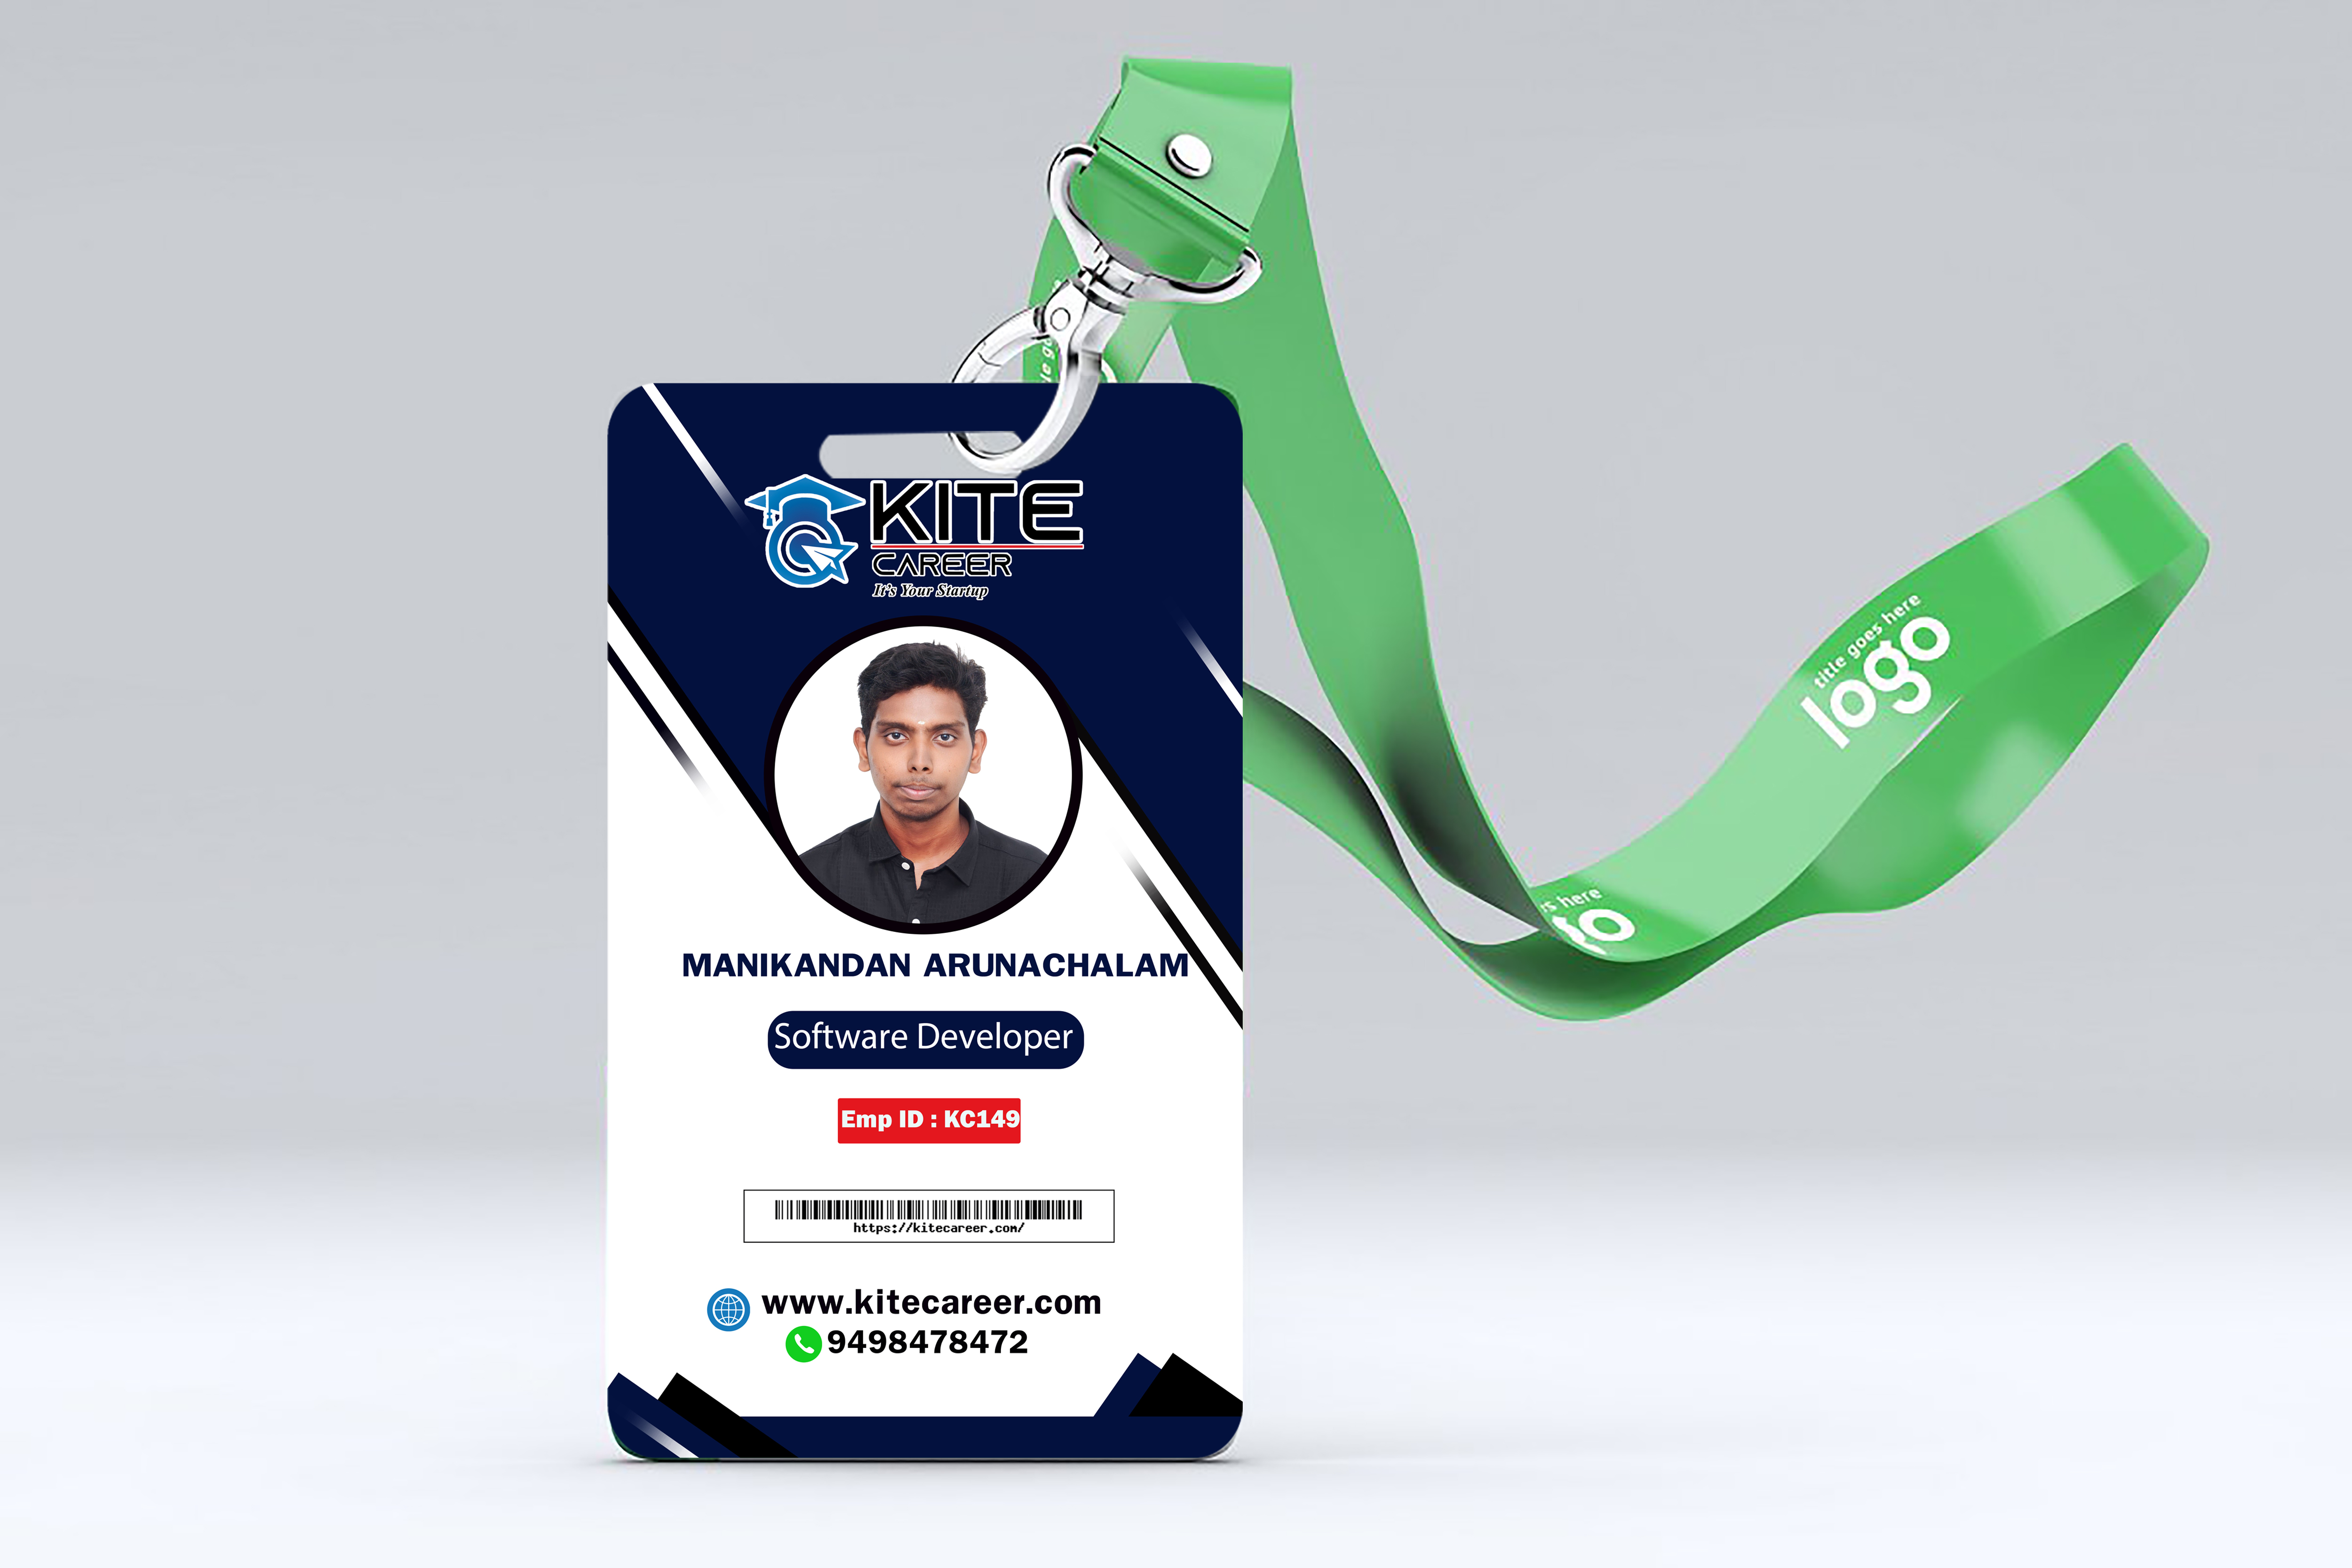 KITE
CAREER
It's Your Startup
MANIKANDAN ARUNACHALAM
Software Developer
Emp ID : KC149
https://kitecareer.com/
www.kitecareer.com
9498478472
title goes here
logo
here